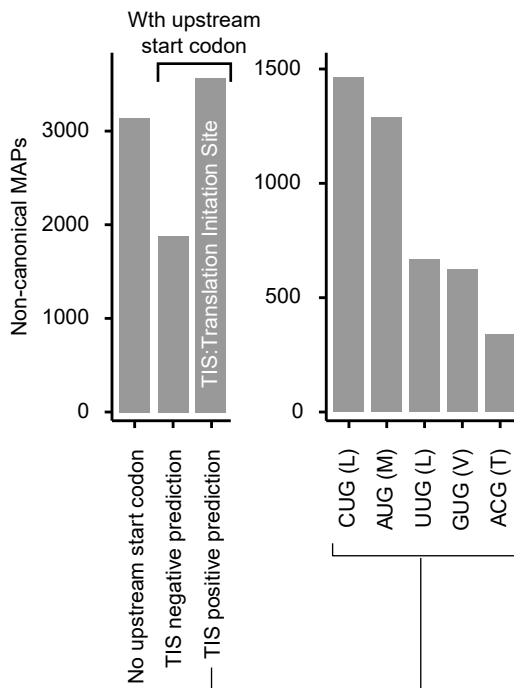 Wth upstream
start codon
Non-canonical MAPs
3000
2000
1000
0
TIS:Translation Initation Site
No upstream start codon
TIS negative prediction
TIS positive prediction
1500
1000
500
0
CUG (L)
AUG (M)
UUG (L)
GUG (V)
ACG (T)